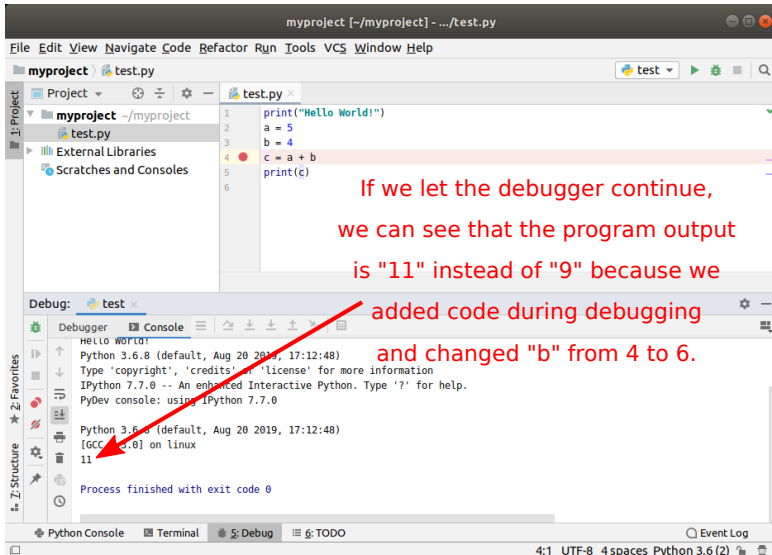 myproject [~/myproject] - .../test.py
File Edit View Navigate Code Refactor Run Tools VCS Window Help
myproject test.py test
1: Project
Project test.py
myproject ~/myproject
test.py
External Libraries
Scratches and Consoles
1 print("Hello World!")
2 a = 5
3 b = 4
4 c = a + b
5 print(c)
6
If we let the debugger continue,
we can see that the program output
is "11" instead of "9" because we
added code during debugging
and changed "b" from 4 to 6.
Debug: test
Debugger Console
Hello World!
Python 3.6.8 (default, Aug 20 2019, 17:12:48)
Type 'copyright', 'credits' or 'license' for more information
IPython 7.7.0 -- An enhanced Interactive Python. Type '?' for help.
PyDev console: using IPython 7.7.0
Python 3.6.8 (default, Aug 20 2019, 17:12:48)
[GCC .3.0] on linux
11
Process finished with exit code 0
2: Favorites
7: Structure
Python Console Terminal 5: Debug 6: TODO Event Log
4:1 UTF-8 4 spaces Python 3.6 (2)